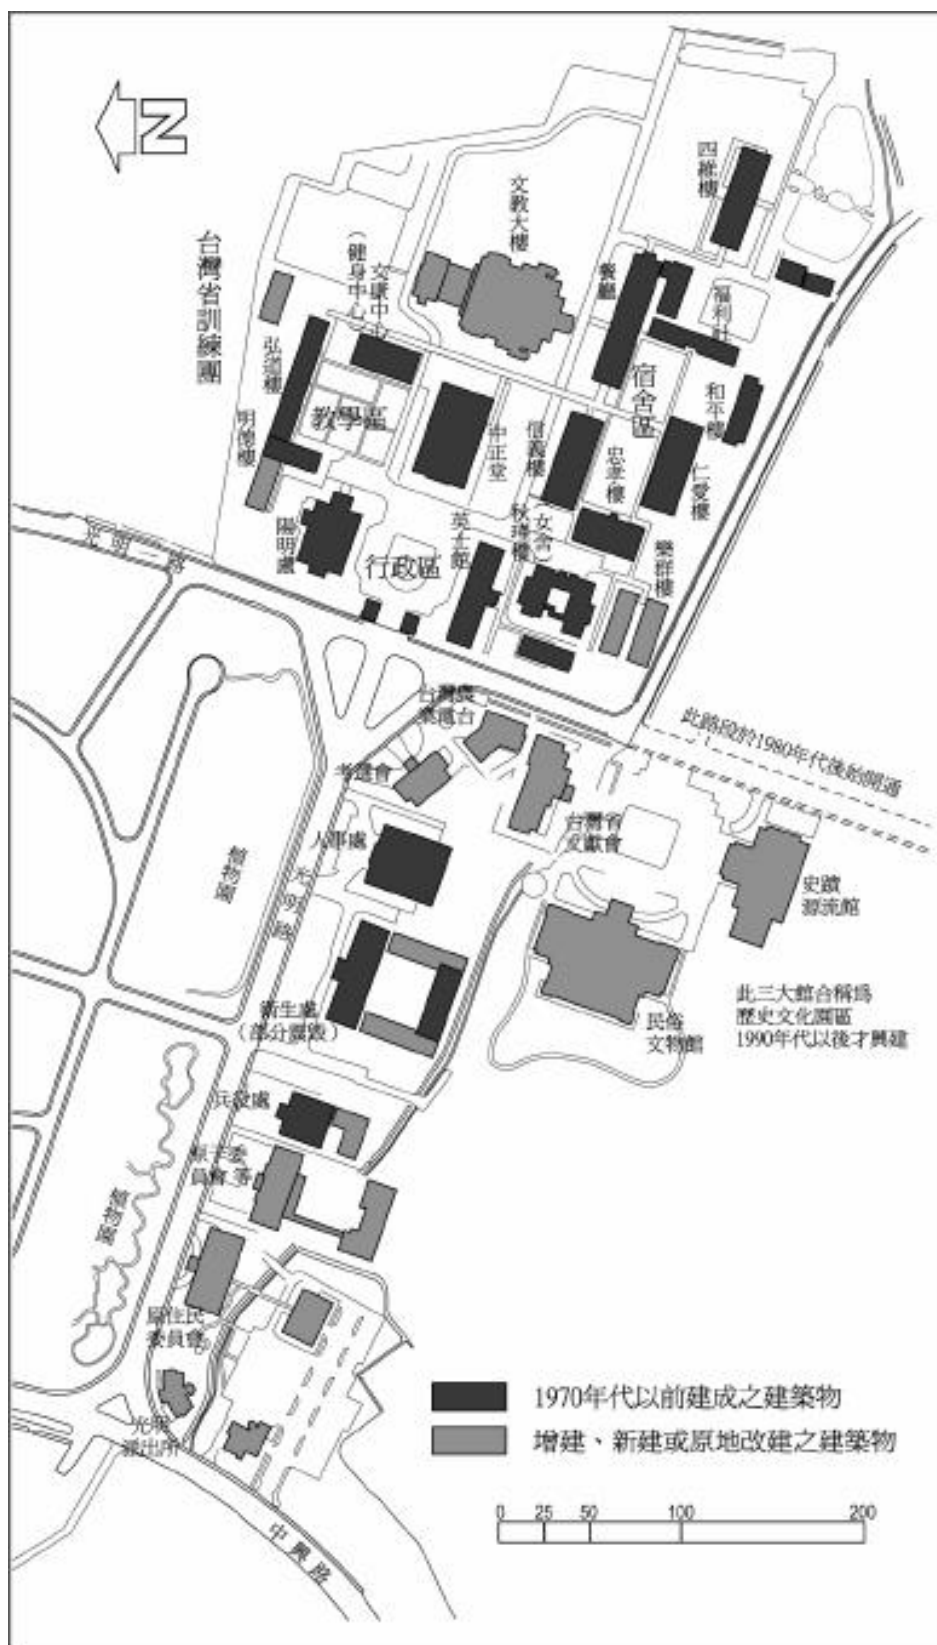 N
四維樓
文教大樓
台灣省訓練團
文康中心
(健身中心)
餐廳
福利社
弘道樓
宿舍區
和平樓
教學區
明德樓
中正堂
信義樓
忠孝樓
仁愛樓
陽明廬
英士館
秋瑾樓
(女舍)
行政區
樂群樓
光明一路
台灣農
業電台
此路段於1980年代後始開通
考選會
人事處
台灣省
文獻會
植物園
光明路
史蹟
源流館
衛生處
(部分震毀)
民俗
文物館
此三大館合稱為
歷史文化園區
1990年代以後才興建
兵役處
員會 等
植物園
原住民
委員會
光明
派出所
1970年代以前建成之建築物
增建、新建或原地改建之建築物
0 25 50 100 200
中興路